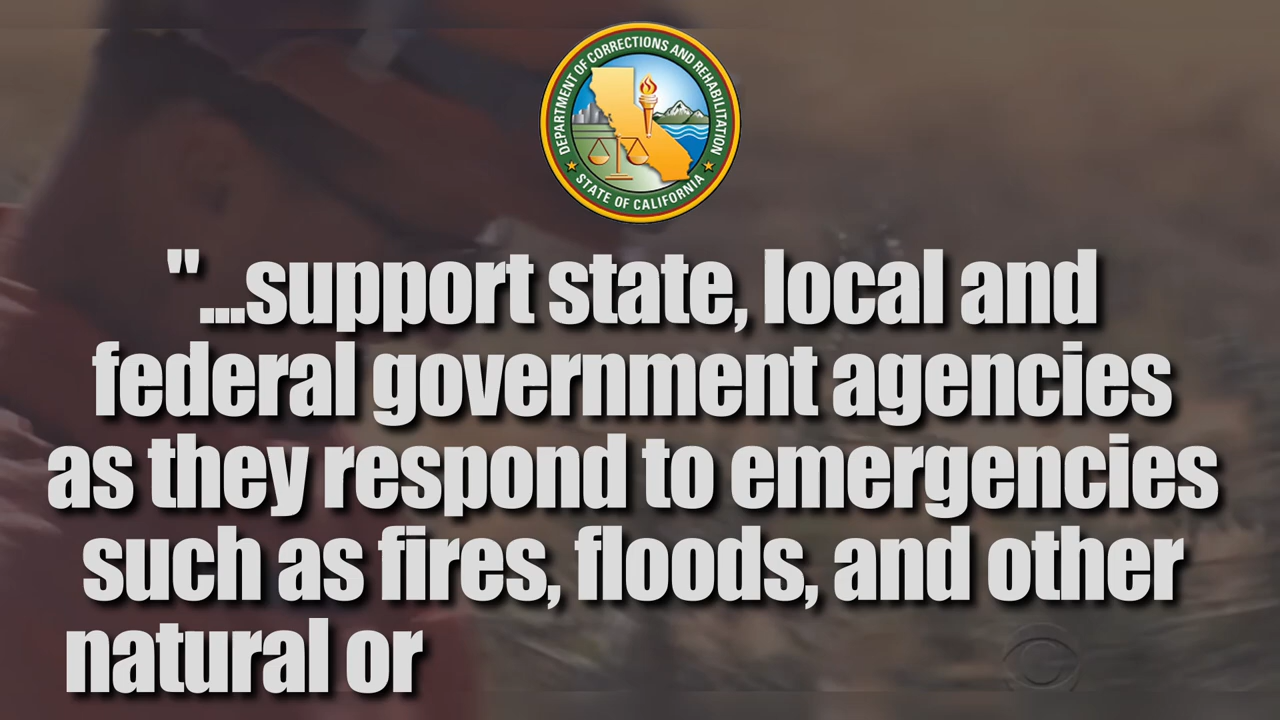 DEPARTMENT OF CORRECTIONS AND REHABILITATION
STATE OF CALIFORNIA
"...support state, local and
federal government agencies
as they respond to emergencies
such as fires, floods, and other
natural or